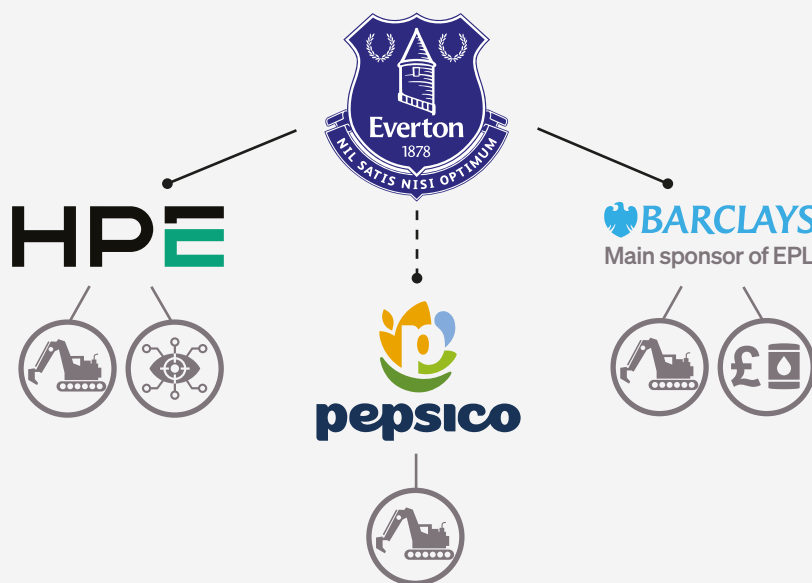 Everton
1878
NIL SATIS NISI OPTIMUM
HPE
BARCLAYS
Main sponsor of EPL
pepsico
£